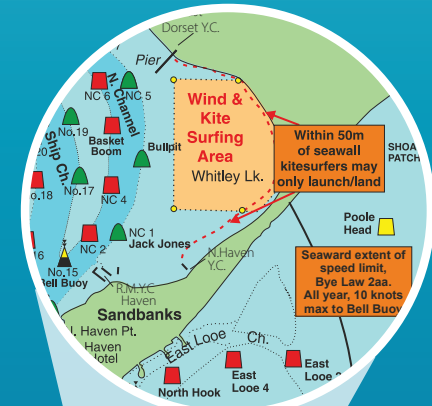 Dorset Y.C.
Pier
N. Channel
NC 6
NC 5
No.19
Basket
Boom
Bullpit
Ship Ch.
No.17
NC 4
NC 1
Jack Jones
NC 2
No.15
Bell Buoy
Wind &
Kite
Surfing
Area
Whitley Lk.
Within 50m
of seawall
kitesurfers may
only launch/land
SHOA
PATCH
Poole
Head
Seaward extent of
speed limit,
Bye Law 2aa.
All year, 10 knots
max to Bell Buoy
N.Haven
Y.C.
R.M.Y.C.
Haven
Sandbanks
Haven Pt.
Haven
Hotel
East Looe Ch.
North Hook
East
Looe 4
East
Looe